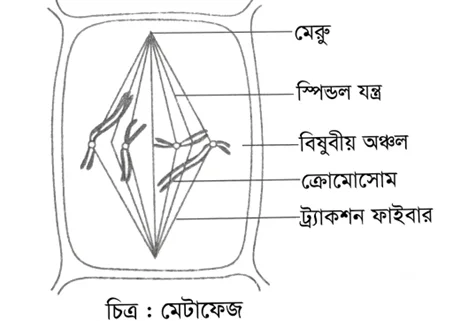 মেরু
স্পিন্ডল যন্ত্র
বিষুবীয় অঞ্চল
ক্রোমোসোম
ট্র্যাকশন ফাইবার
চিত্র : মেটাফেজ